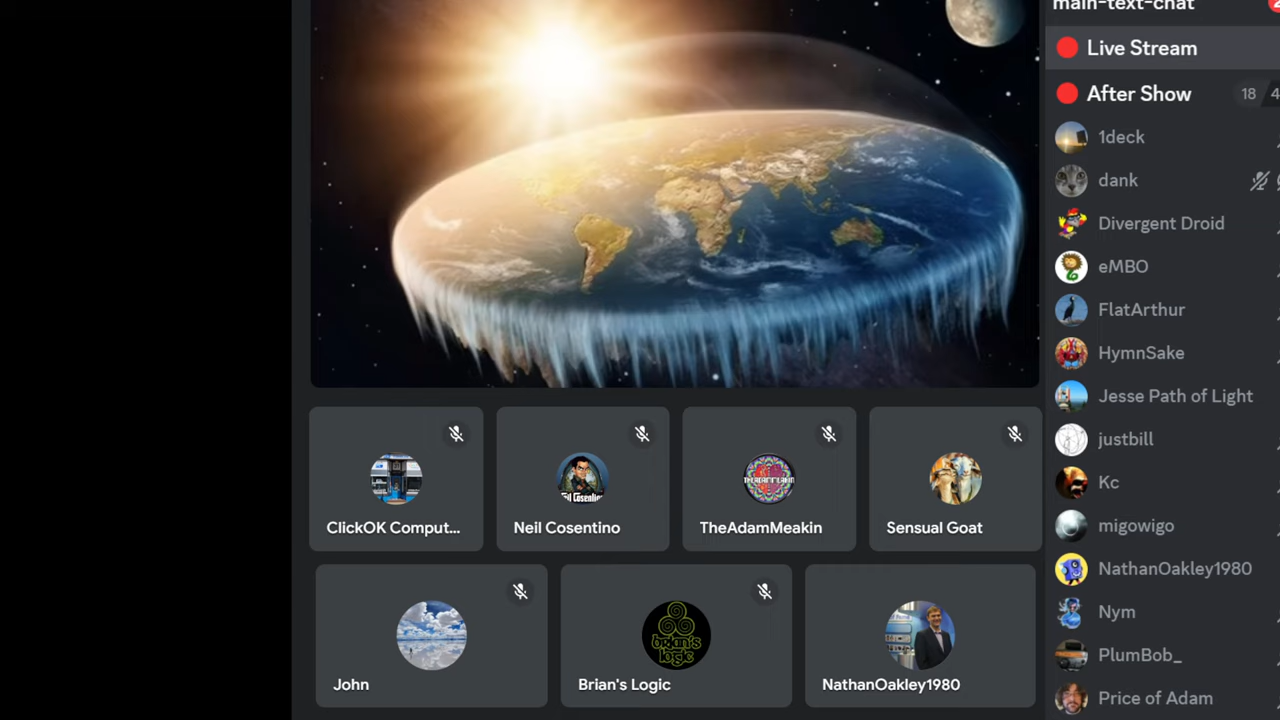 main-text-chat
Live Stream
After Show
18
1deck
dank
Divergent Droid
eMBO
FlatArthur
HymnSake
Jesse Path of Light
justbill
Kc
migowigo
NathanOakley1980
Nym
PlumBob_
Price of Adam
ClickOK Comput...
Neil Cosentino
TheAdamMeakin
Sensual Goat
John
brian's
logic
Brian's Logic
NathanOakley1980